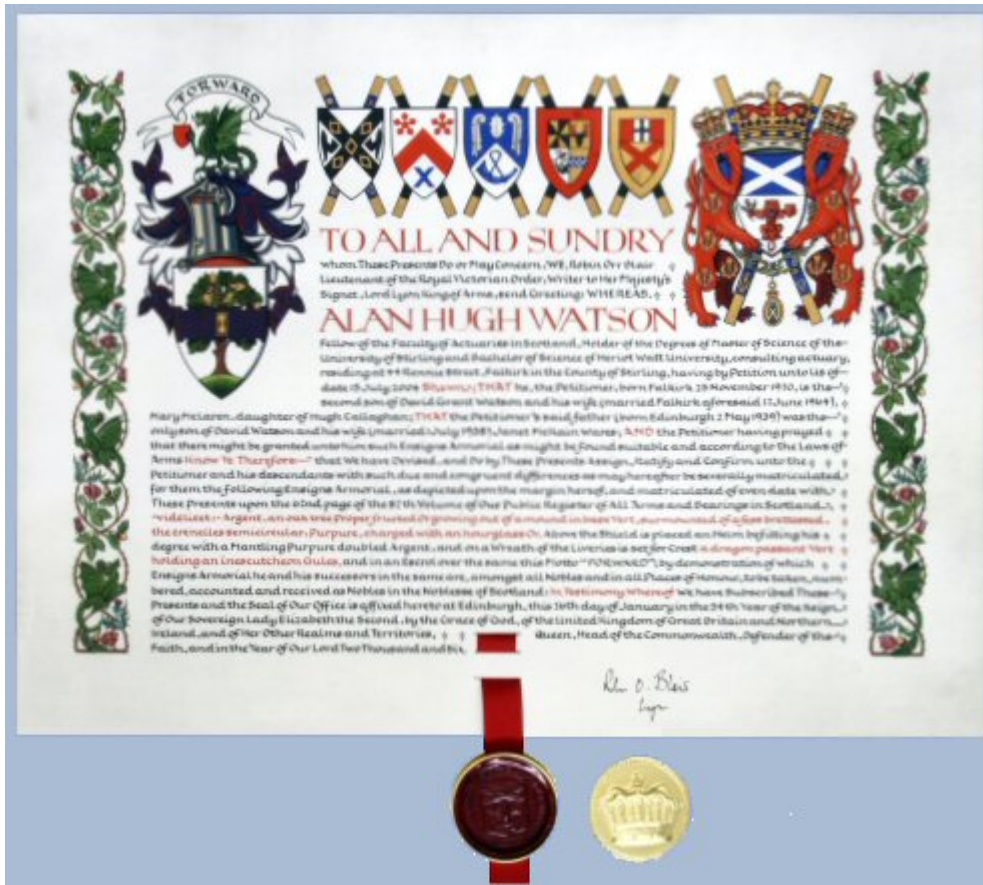 FORWARD
TO ALL AND SUNDRY
whom These Presents Do or May Concern, WE, Robin Orr Blair
Lieutenant of the Royal Victorian Order, Writer to Her Majesty's
Signet, Lord Lyon King of Arms, send Greeting: WHEREAS,
ALAN HUGH WATSON
Fellow of the Faculty of Actuaries in Scotland, Holder of the Degrees of Master of Science of the
University of Stirling and Bachelor of Science of Heriot Watt University, consulting actuary,
residing at 44 Rennie Street, Falkirk in the County of Stirling, having by Petition unto Us of
date 15 July 2004 Shewn: THAT he, the Petitioner, born Falkirk 28 November 1970, is the
second son of David Grant Watson and his wife (married Falkirk aforesaid 17 June 1964),
Mary McLaren, daughter of Hugh Callaghan; THAT the Petitioner's said father (born Edinburgh 2 May 1939) was the
only son of David Watson and his wife (married 1 July 1938), Janet McNain; AND the Petitioner having prayed
that there might be granted unto him such Ensigns Armorial as might be found suitable and according to the Laws of
Arms Know Ye Therefore that We have Devised, and Do by These Presents Assign, Ratify and Confirm unto the
Petitioner and his descendants with such due and congruent differences as may hereafter be severally matriculated
for them the following Ensigns Armorial, as depicted upon the margin hereof, and matriculated of even date with
These Presents upon the page of the Volume of Our Public Register of All Arms and Bearings in Scotland,
videlicet:- Argent, an oak tree Proper fructed Or growing out of a mound in base Vert, surmounted of a fess bretessed
the crenelles semicircular Purpure, charged with an hourglass Or. Above the Shield is placed an Helm befitting his
degree with a Mantling Purpure doubled Argent, and on a Wreath of the Liveries is set for Crest a dragon passant Vert
holding an inescutcheon Gules, and in an Escrol over the same this Motto "FORWARD", by demonstration of which
Ensigns Armorial he and his successors in the same are, amongst all Nobles and in all Places of Honour, to be taken, num-
bered, accounted and received as Nobles in the Noblesse of Scotland: In Testimony Whereof We have Subscribed These
Presents and the Seal of Our Office is affixed hereto at Edinburgh, this 16th day of January in the 54th Year of the Reign
of Our Sovereign Lady Elizabeth the Second, by the Grace of God, of the United Kingdom of Great Britain and Northern
Ireland, and of Her Other Realms and Territories, Queen, Head of the Commonwealth, Defender of the
Faith, and in the Year of Our Lord Two Thousand and Six.
Robin O. Blair
Lyon